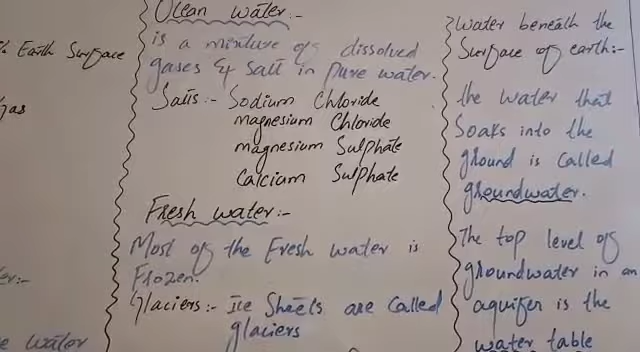 % Earth Surface
gas
er:-
e water
Ocean water:-
is a mixture of dissolved
gases & Salt in pure water.
Salts:- Sodium Chloride
magnesium Chloride
magnesium Sulphate
Calcium Sulphate
Fresh water:-
Most of the Fresh water is
Frozen.
Glaciers:- Ice Sheets are Called
glaciers
Water beneath the
Surface of earth:-
the water that
Soaks into the
ground is called
groundwater.
The top level of
groundwater in an
aquifer is the
water table